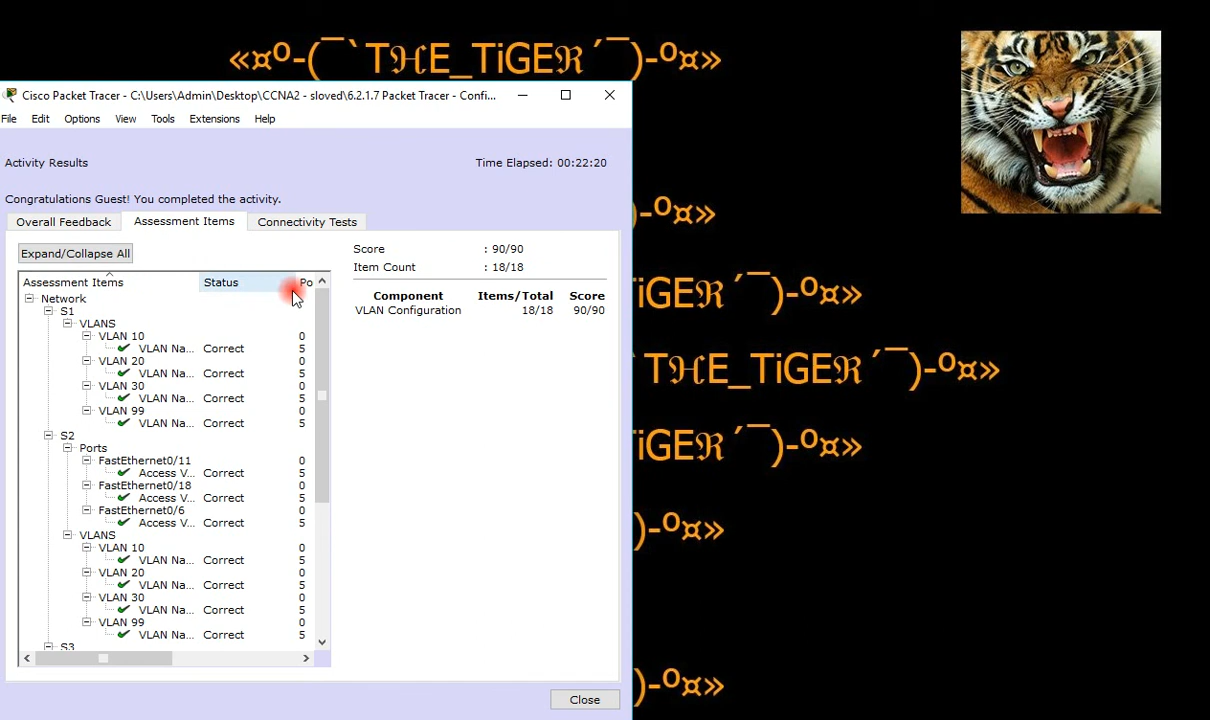 «¤º-(¯`TℋE_TiGEℜ´¯)-º¤»
Cisco Packet Tracer - C:\Users\Admin\Desktop\CCNA2 - sloved\6.2.1.7 Packet Tracer - Confi...
File Edit Options View Tools Extensions Help
Activity Results
Time Elapsed: 00:22:20
Congratulations Guest! You completed the activity.
)-º¤»
Overall Feedback Assessment Items Connectivity Tests
Expand/Collapse All
Score : 90/90
Item Count : 18/18
Assessment Items Status Po
Component Items/Total Score
VLAN Configuration 18/18 90/90
Network
S1
VLANS
VLAN 10 0
VLAN Na... Correct 5
VLAN 20 0
VLAN Na... Correct 5
VLAN 30 0
VLAN Na... Correct 5
VLAN 99 0
VLAN Na... Correct 5
S2
Ports
FastEthernet0/11 0
Access V... Correct 5
FastEthernet0/18 0
Access V... Correct 5
FastEthernet0/6 0
Access V... Correct 5
VLANS
VLAN 10 0
VLAN Na... Correct 5
VLAN 20 0
VLAN Na... Correct 5
VLAN 30 0
VLAN Na... Correct 5
VLAN 99 0
VLAN Na... Correct 5
S3
iGEℜ´¯)-º¤»
`TℋE_TiGEℜ´¯)-º¤»
iGEℜ´¯)-º¤»
)-º¤»
)-º¤»
Close